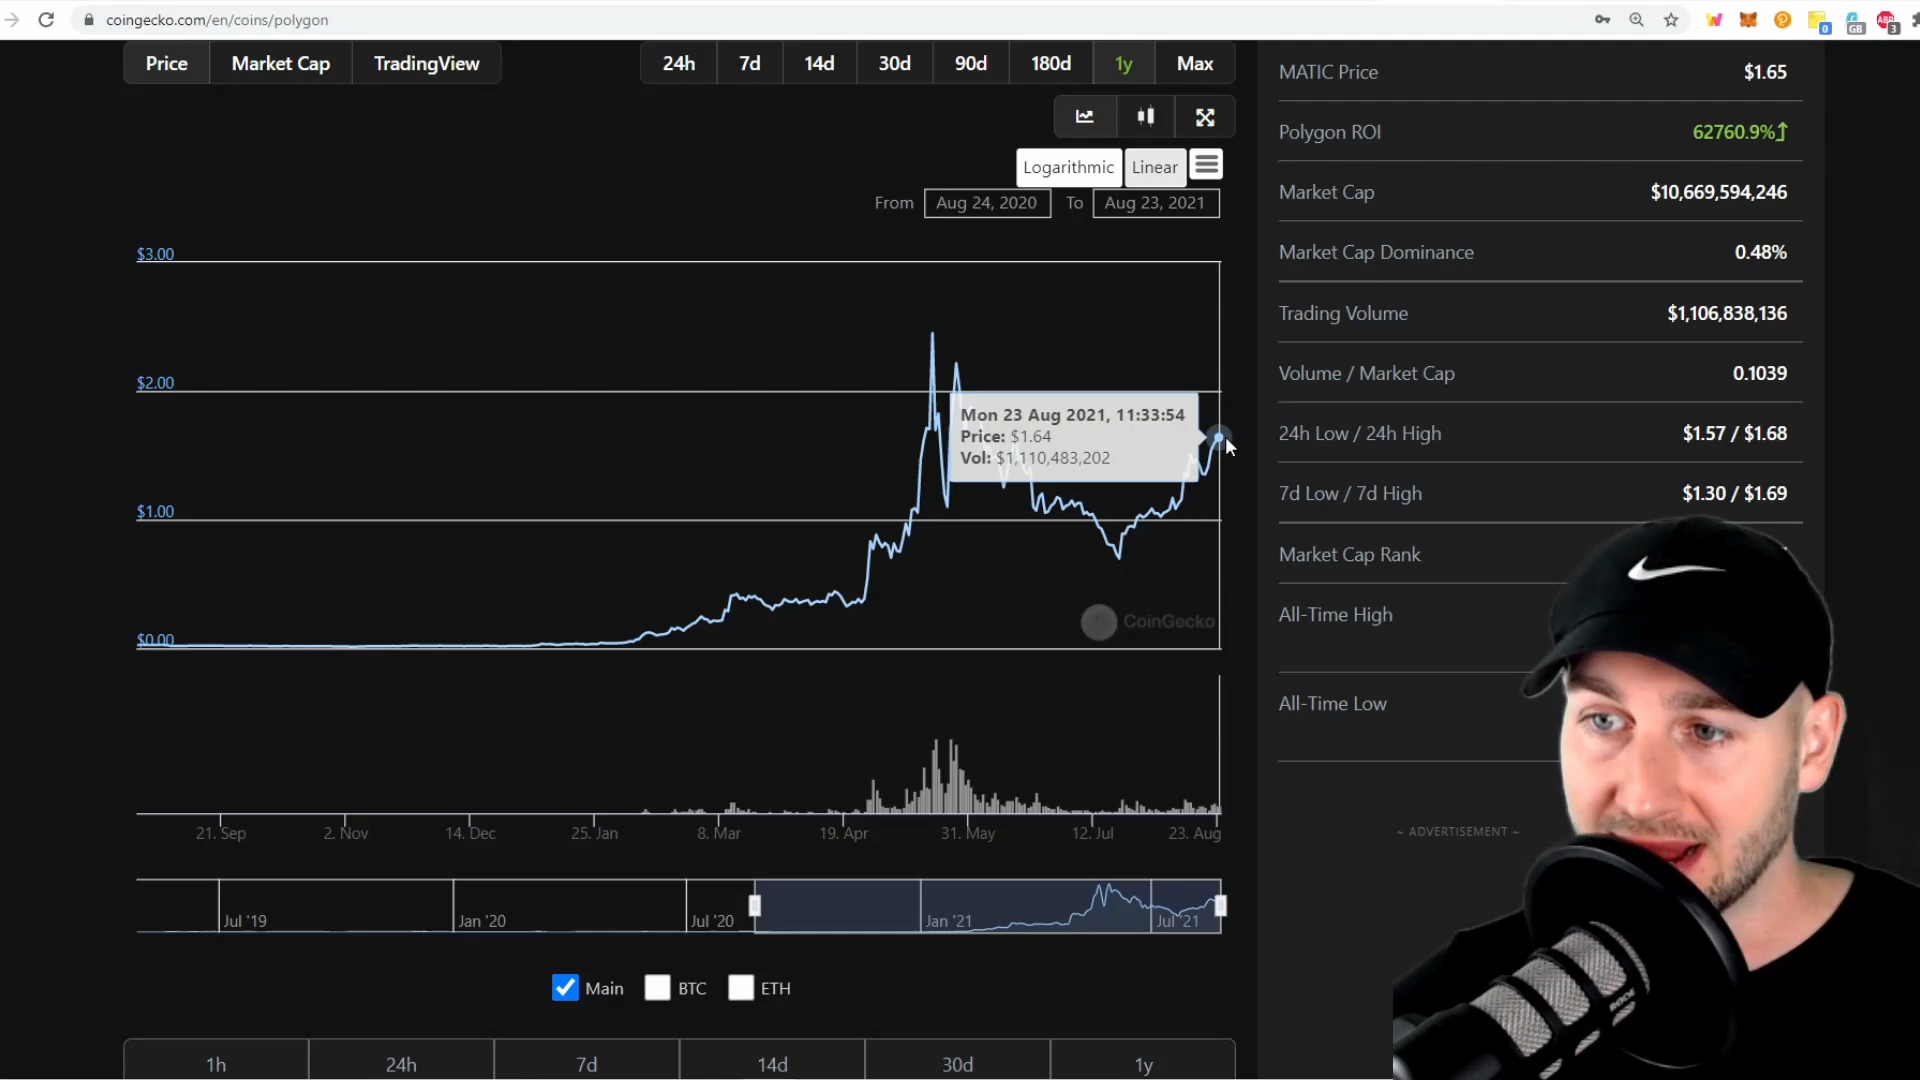 coingecko.com/en/coins/polygon
0
GB
3
Price Market Cap TradingView
24h 7d 14d 30d 90d 180d 1y Max
Logarithmic Linear
From Aug 24, 2020 To Aug 23, 2021
$3.00
$2.00
$1.00
$0.00
Mon 23 Aug 2021, 11:33:54
Price: $1.64
Vol: $1,110,483,202
CoinGecko
21. Sep 2. Nov 14. Dec 25. Jan 8. Mar 19. Apr 31. May 12. Jul 23. Aug
Jul '19 Jan '20 Jul '20 Jan '21 Jul '21
Main BTC ETH
1h 24h 7d 14d 30d 1y
MATIC Price $1.65
Polygon ROI 62760.9%
Market Cap $10,669,594,246
Market Cap Dominance 0.48%
Trading Volume $1,106,838,136
Volume / Market Cap 0.1039
24h Low / 24h High $1.57 / $1.68
7d Low / 7d High $1.30 / $1.69
Market Cap Rank
All-Time High
All-Time Low
~ ADVERTISEMENT ~
RODE